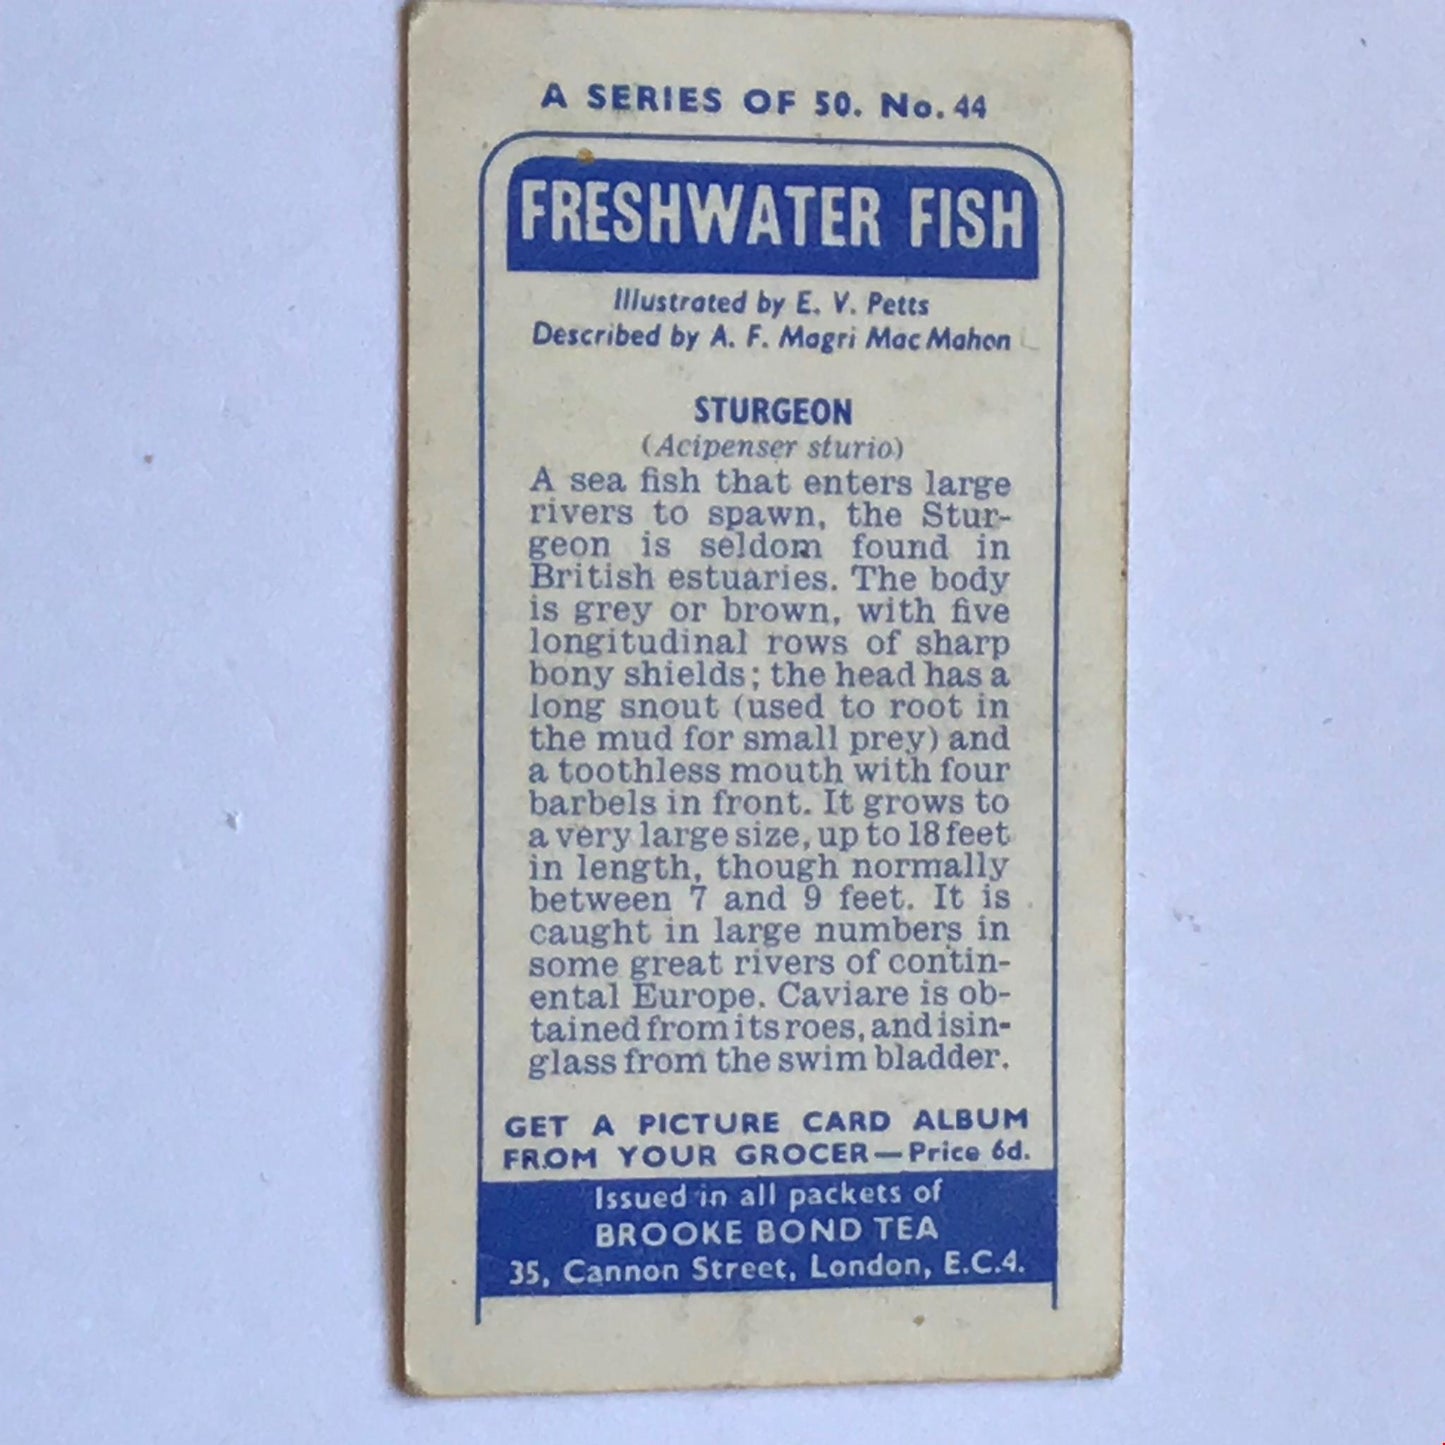 A SERIES OF 50. No. 44
FRESHWATER FISH
Illustrated by E. V. Petts
Described by A. F. Magri Mac Mahon
STURGEON
(Acipenser sturio)
A sea fish that enters large
rivers to spawn, the Stur-
geon is seldom found in
British estuaries. The body
is grey or brown, with five
longitudinal rows of sharp
bony shields; the head has a
long snout (used to root in
the mud for small prey) and
a toothless mouth with four
barbels in front. It grows to
a very large size, up to 18 feet
in length, though normally
between 7 and 9 feet. It is
caught in large numbers in
some great rivers of contin-
ental Europe. Caviare is ob-
tained from its roes, and isin-
glass from the swim bladder.
GET A PICTURE CARD ALBUM
FROM YOUR GROCER—Price 6d.
Issued in all packets of
BROOKE BOND TEA
35, Cannon Street, London, E.C.4.